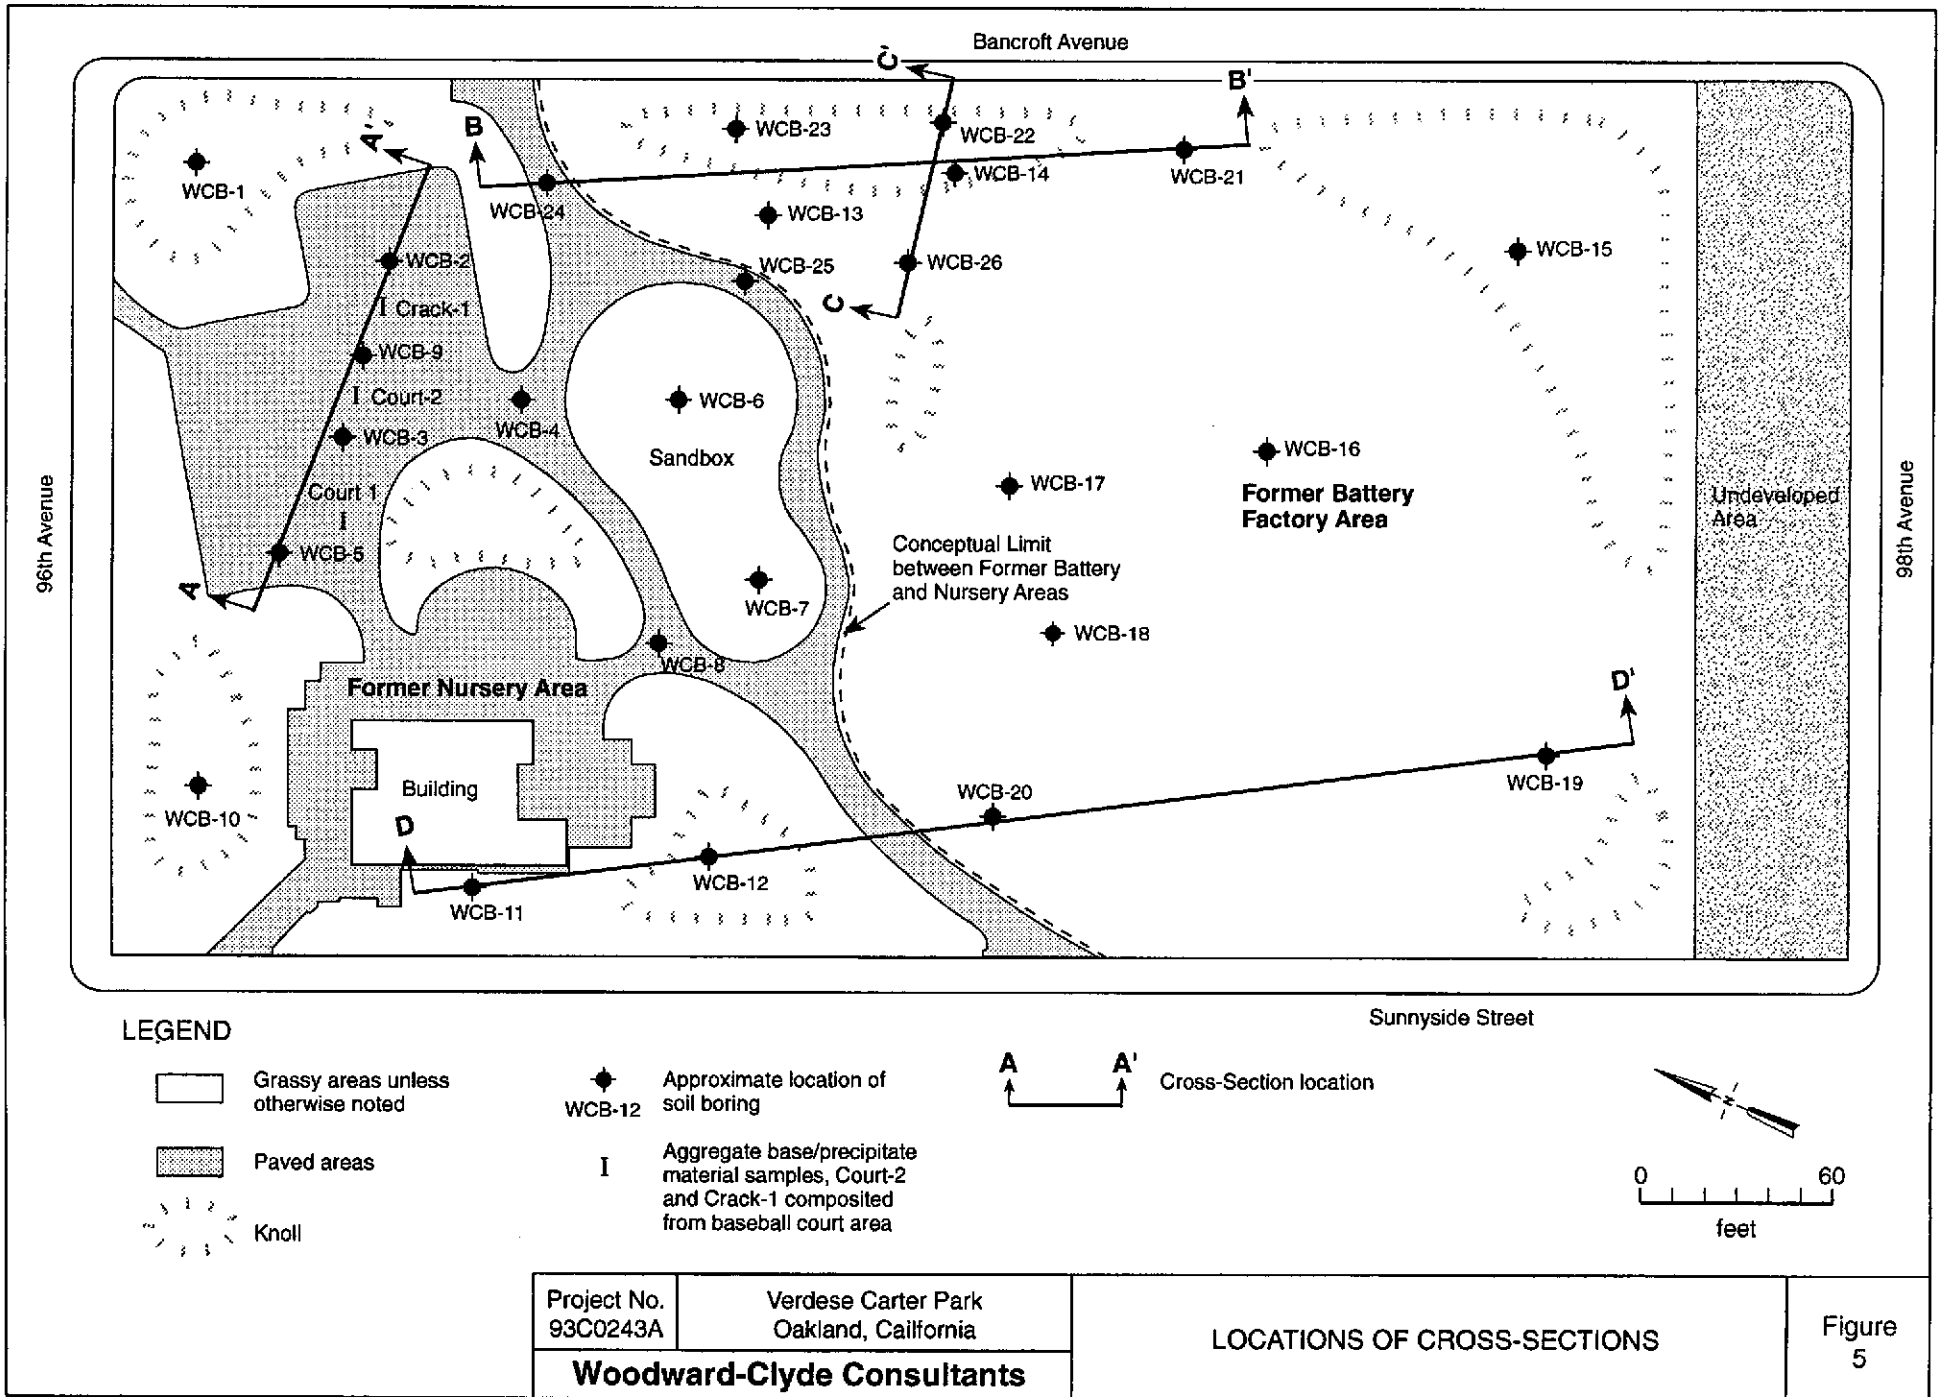 Bancroft Avenue
C'
B'
B
A'
WCB-23
WCB-22
WCB-1
WCB-14
WCB-21
WCB-24
WCB-13
WCB-2
WCB-25
WCB-26
WCB-15
C
Crack-1
WCB-9
Court-2
WCB-6
WCB-4
WCB-3
Sandbox
WCB-16
WCB-17
Former Battery
Factory Area
Undeveloped
Area
96th Avenue
98th Avenue
Court 1
WCB-5
Conceptual Limit
between Former Battery
and Nursery Areas
A
WCB-7
WCB-18
WCB-8
Former Nursery Area
D'
Building
WCB-10
D
WCB-20
WCB-19
WCB-12
WCB-11
Sunnyside Street
LEGEND
Grassy areas unless
otherwise noted
Paved areas
Knoll
WCB-12
Approximate location of
soil boring
I
Aggregate base/precipitate
material samples, Court-2
and Crack-1 composited
from baseball court area
A
A'
Cross-Section location
N
0 60
feet
Project No.
93C0243A
Verdese Carter Park
Oakland, Cailfornia
Woodward-Clyde Consultants
LOCATIONS OF CROSS-SECTIONS
Figure
5